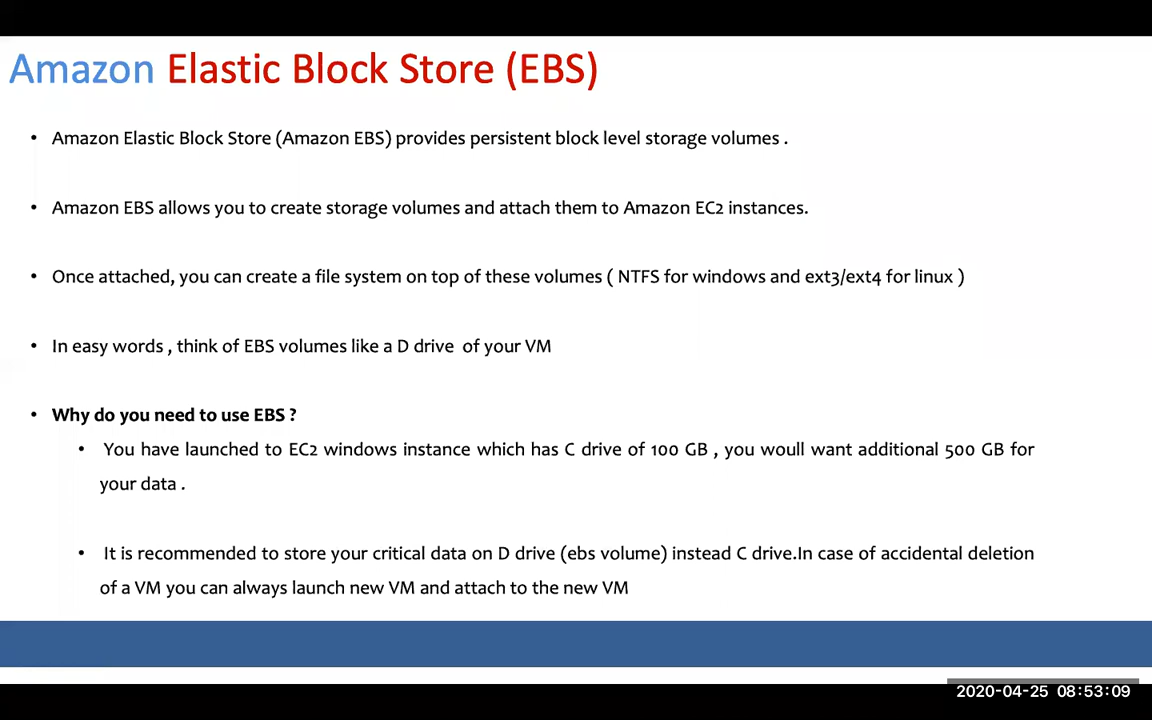 Amazon Elastic Block Store (EBS)
• Amazon Elastic Block Store (Amazon EBS) provides persistent block level storage volumes .
• Amazon EBS allows you to create storage volumes and attach them to Amazon EC2 instances.
• Once attached, you can create a file system on top of these volumes ( NTFS for windows and ext3/ext4 for linux )
• In easy words , think of EBS volumes like a D drive of your VM
• Why do you need to use EBS ?
• You have launched to EC2 windows instance which has C drive of 100 GB , you woull want additional 500 GB for
your data .
• It is recommended to store your critical data on D drive (ebs volume) instead C drive.In case of accidental deletion
of a VM you can always launch new VM and attach to the new VM
2020-04-25 08:53:09